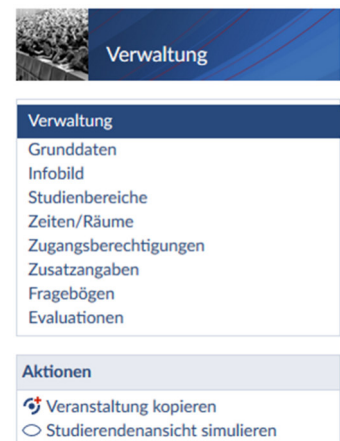 Verwaltung
Verwaltung
Grunddaten
Infobild
Studienbereiche
Zeiten/Räume
Zugangsberechtigungen
Zusatzangaben
Fragebögen
Evaluationen
Aktionen
Veranstaltung kopieren
Studierendenansicht simulieren